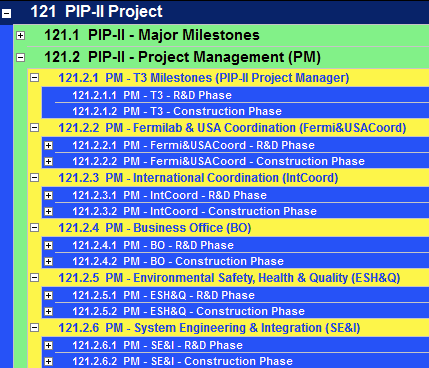 121 PIP-II Project
121.1 PIP-II - Major Milestones
121.2 PIP-II - Project Management (PM)
121.2.1 PM - T3 Milestones (PIP-II Project Manager)
121.2.1.1 PM - T3 - R&D Phase
121.2.1.2 PM - T3 - Construction Phase
121.2.2 PM - Fermilab & USA Coordination (Fermi&USACoord)
121.2.2.1 PM - Fermi&USACoord - R&D Phase
121.2.2.2 PM - Fermi&USACoord - Construction Phase
121.2.3 PM - International Coordination (IntCoord)
121.2.3.1 PM - IntCoord - R&D Phase
121.2.3.2 PM - IntCoord - Construction Phase
121.2.4 PM - Business Office (BO)
121.2.4.1 PM - BO - R&D Phase
121.2.4.2 PM - BO - Construction Phase
121.2.5 PM - Environmental Safety, Health & Quality (ESH&Q)
121.2.5.1 PM - ESH&Q - R&D Phase
121.2.5.2 PM - ESH&Q - Construction Phase
121.2.6 PM - System Engineering & Integration (SE&I)
121.2.6.1 PM - SE&I - R&D Phase
121.2.6.2 PM - SE&I - Construction Phase